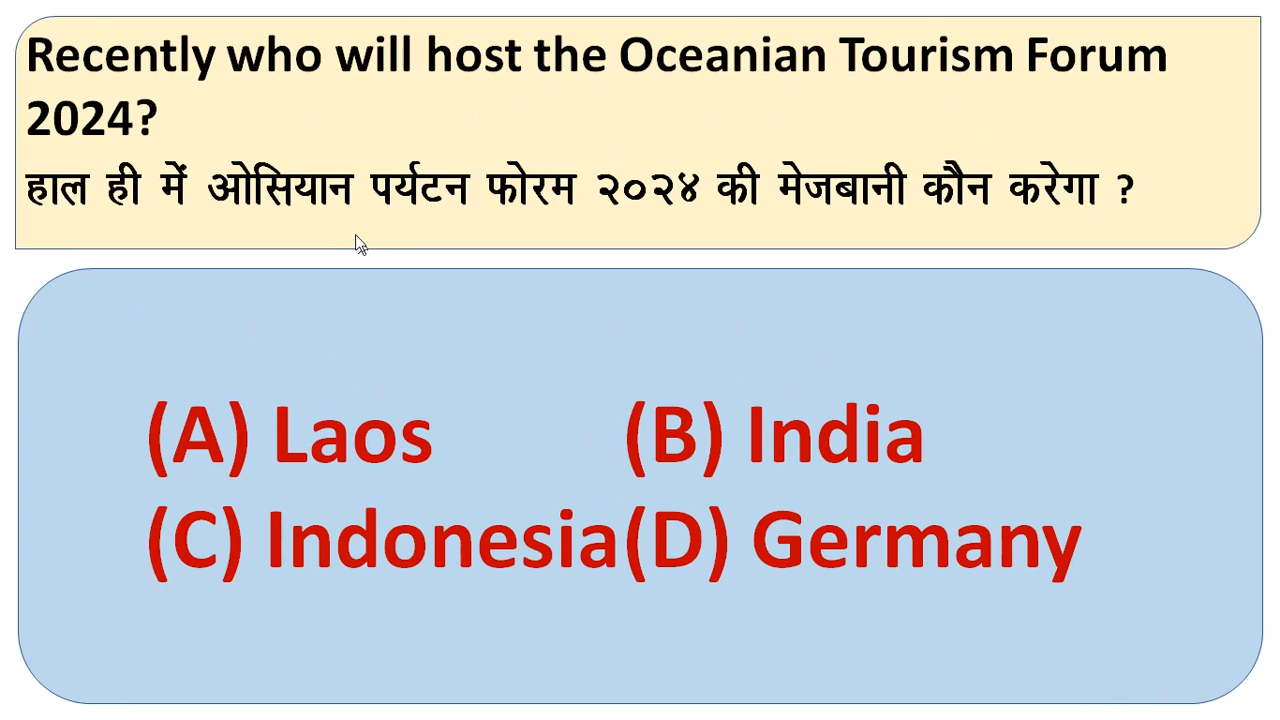 Recently who will host the Oceanian Tourism Forum
2024?
हाल ही में ओसियान पर्यटन फोरम २०२४ की मेजबानी कौन करेगा ?
(A) Laos (B) India
(C) Indonesia(D) Germany